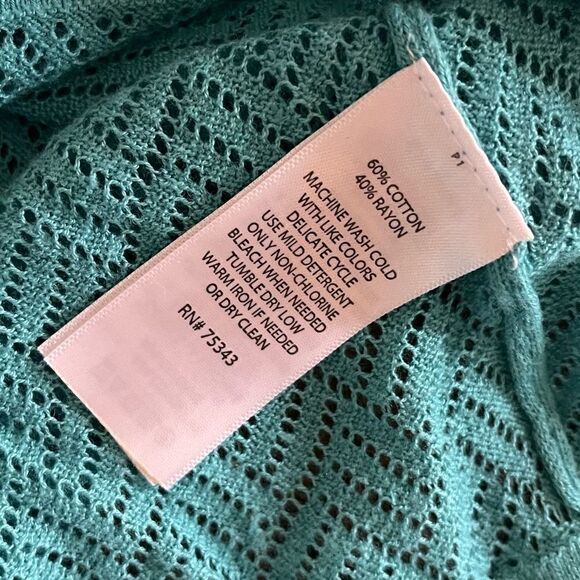 P1
60% COTTON
40% RAYON
MACHINE WASH COLD
WITH LIKE COLORS
DELICATE CYCLE
USE MILD DETERGENT
ONLY NON-CHLORINE
BLEACH WHEN NEEDED
TUMBLE DRY LOW
WARM IRON IF NEEDED
OR DRY CLEAN
RN# 75343